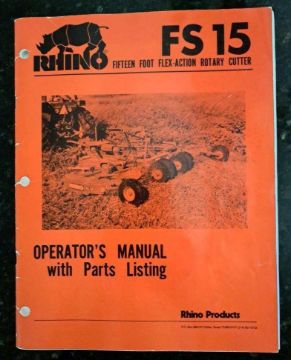 FS 15
RHINO
FIFTEEN FOOT FLEX-ACTION ROTARY CUTTER
OPERATOR'S MANUAL
with Parts Listing
Rhino Products